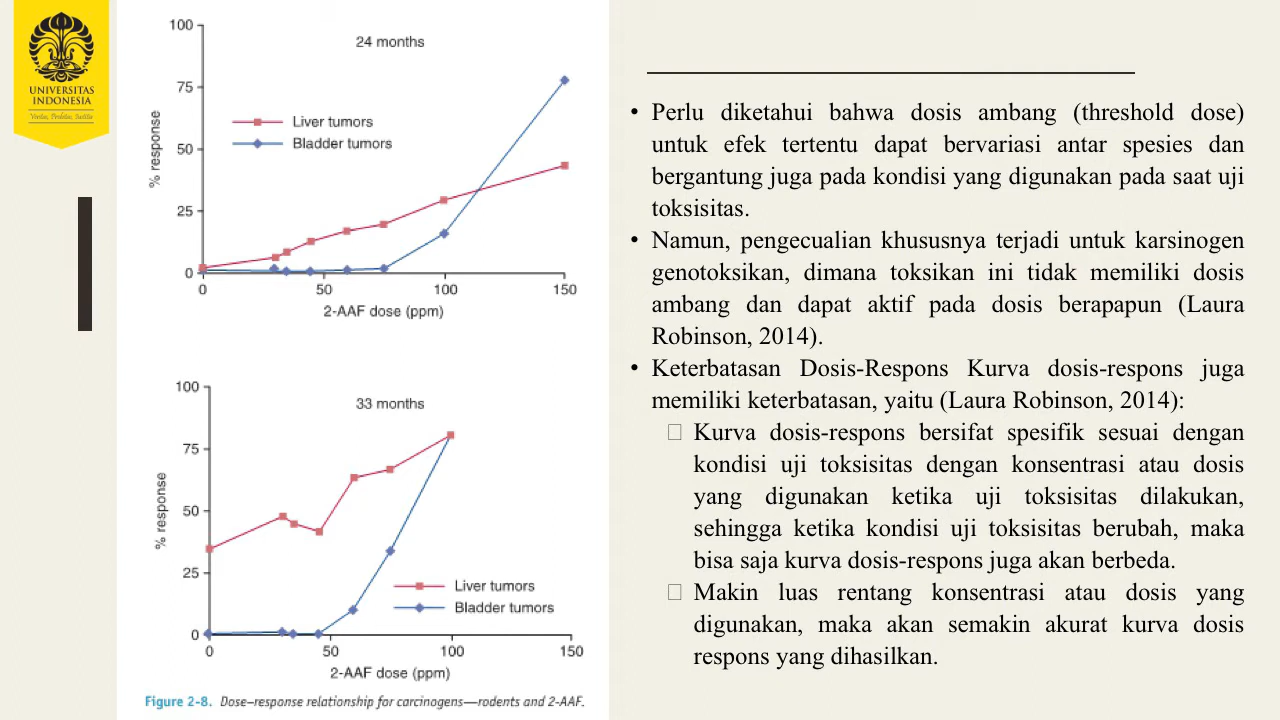 UNIVERSITAS
INDONESIA
Veritas, Probitas, Iustitia
100
24 months
75
Liver tumors
Bladder tumors
50
% response
25
0
0 50 100 150
2-AAF dose (ppm)
100
33 months
75
50
% response
25
Liver tumors
Bladder tumors
0
0 50 100 150
2-AAF dose (ppm)
Figure 2-8. Dose–response relationship for carcinogens—rodents and 2-AAF.
• Perlu diketahui bahwa dosis ambang (threshold dose)
untuk efek tertentu dapat bervariasi antar spesies dan
bergantung juga pada kondisi yang digunakan pada saat uji
toksisitas.
• Namun, pengecualian khususnya terjadi untuk karsinogen
genotoksikan, dimana toksikan ini tidak memiliki dosis
ambang dan dapat aktif pada dosis berapapun (Laura
Robinson, 2014).
• Keterbatasan Dosis-Respons Kurva dosis-respons juga
memiliki keterbatasan, yaitu (Laura Robinson, 2014):
□ Kurva dosis-respons bersifat spesifik sesuai dengan
kondisi uji toksisitas dengan konsentrasi atau dosis
yang digunakan ketika uji toksisitas dilakukan,
sehingga ketika kondisi uji toksisitas berubah, maka
bisa saja kurva dosis-respons juga akan berbeda.
□ Makin luas rentang konsentrasi atau dosis yang
digunakan, maka akan semakin akurat kurva dosis
respons yang dihasilkan.